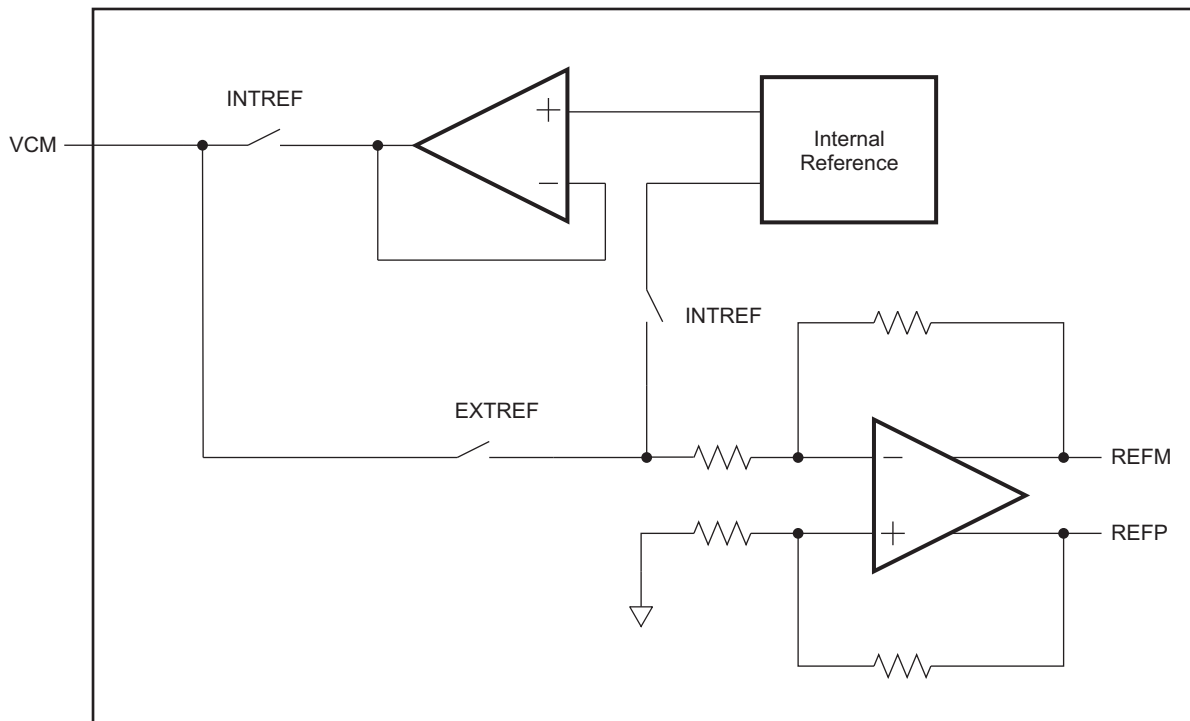 INTREF
VCM
+
−
Internal
Reference
INTREF
EXTREF
−
REFM
+
REFP